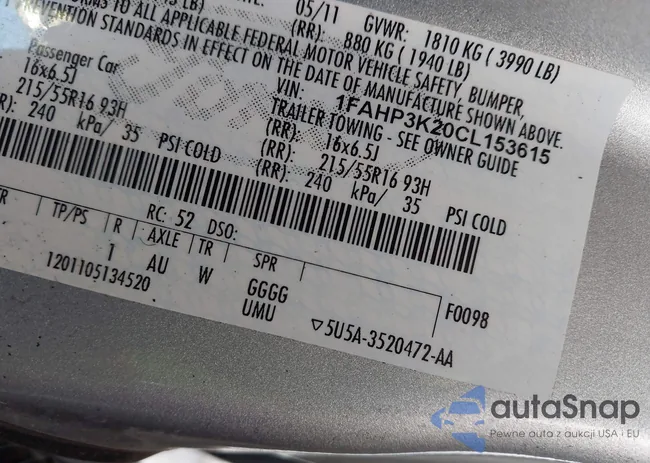 05/11 GVWR: 1810 KG ( 3990 LB)
(RR): 880 KG ( 1940 LB)
TO ALL APPLICABLE FEDERAL MOTOR VEHICLE SAFETY, BUMPER,
PREVENTION STANDARDS IN EFFECT ON THE DATE OF MANUFACTURE SHOWN ABOVE.
VIN: 1FAHP3K20CL153615
Passenger Car
TRAILER TOWING - SEE OWNER GUIDE
16x6.5J (RR): 16x6.5J
215/55R16 93H (RR): 215/55R16 93H
240 kPa/ 35 PSI COLD (RR): 240 kPa/ 35 PSI COLD
RC: 52 DSO:
TP/PS R AXLE TR SPR
1 AU W GGGG F0098
1201105134520 UMU
▽5U5A-3520472-AA
autoSnap
Pewne auta z aukcji USA i EU